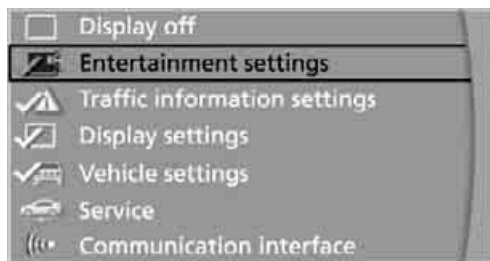 Display off
Entertainment settings
Traffic information settings
Display settings
Vehicle settings
Service
Communication interface